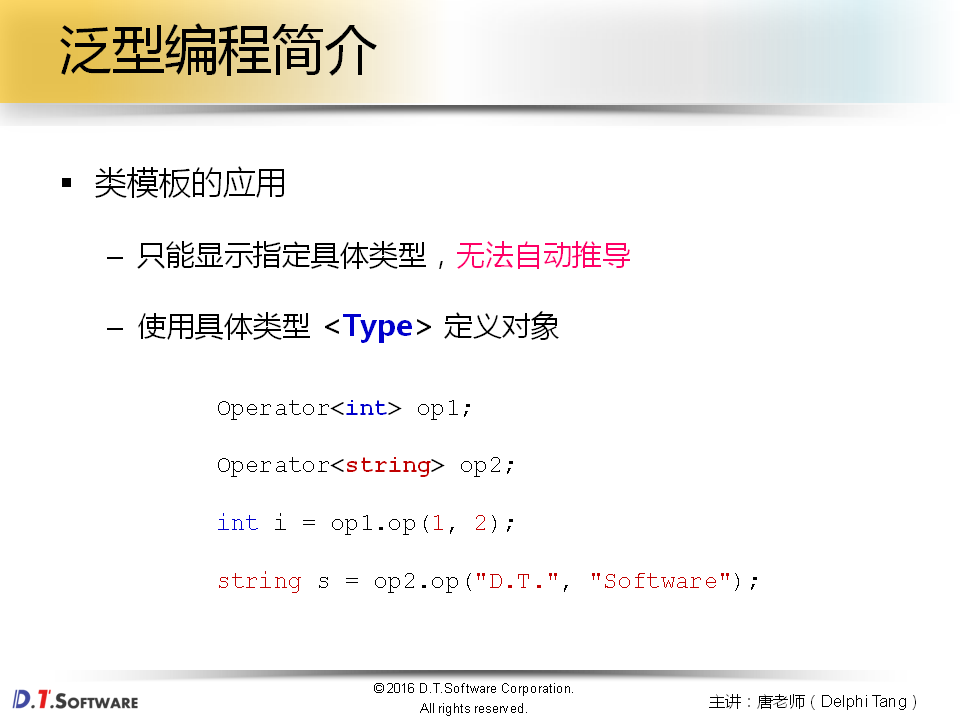 泛型编程简介
▪ 类模板的应用
– 只能显示指定具体类型，无法自动推导
– 使用具体类型 <Type> 定义对象
Operator<int> op1;
Operator<string> op2;
int i = op1.op(1, 2);
string s = op2.op("D.T.", "Software");
D.T.SOFTWARE
©2016 D.T.Software Corporation.
All rights reserved.
主讲：唐老师（Delphi Tang）